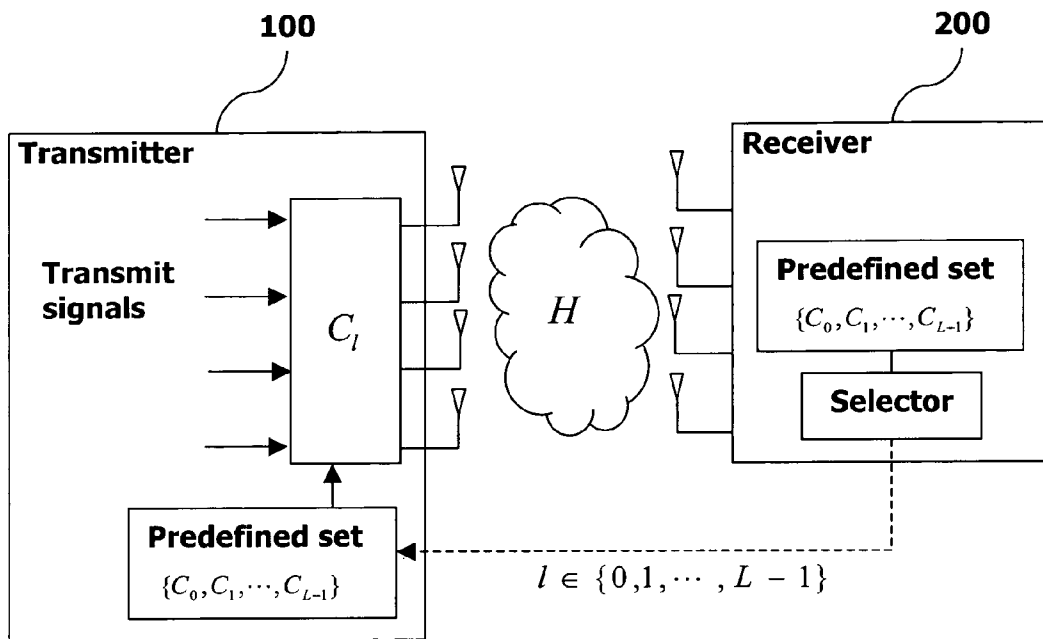 100
200
Transmitter
Receiver
Transmit
signals
C_l
H
Predefined set
{C_0, C_1, ⋯, C_{L-1}}
Selector
Predefined set
{C_0, C_1, ⋯, C_{L-1}}
l ∈ {0,1, ⋯ , L − 1}